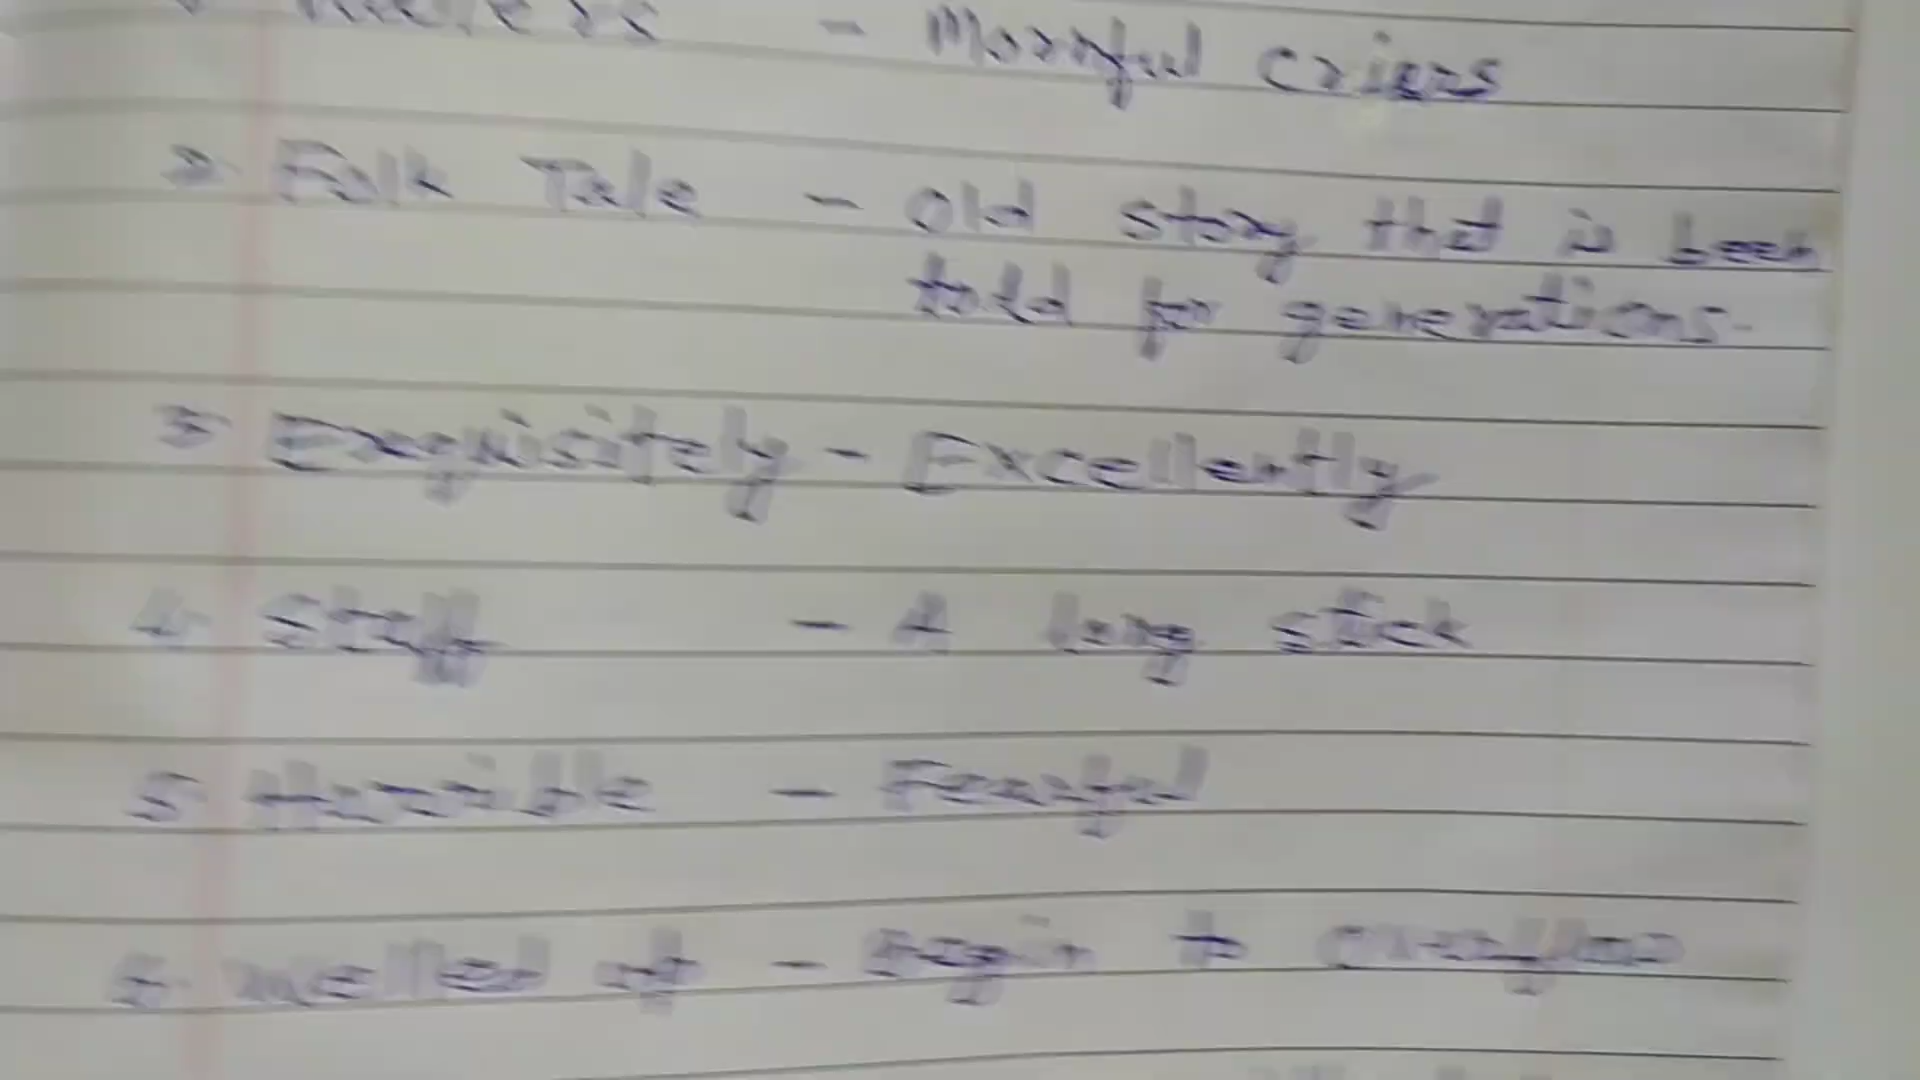 - Mornful criers
2. Folk Tale - Old story that is been
told for generations.
3. Exquisitely - Excellently
4. Staff - A long stick
5. Horrible - Fearful
6. welled up - Begin to overflow